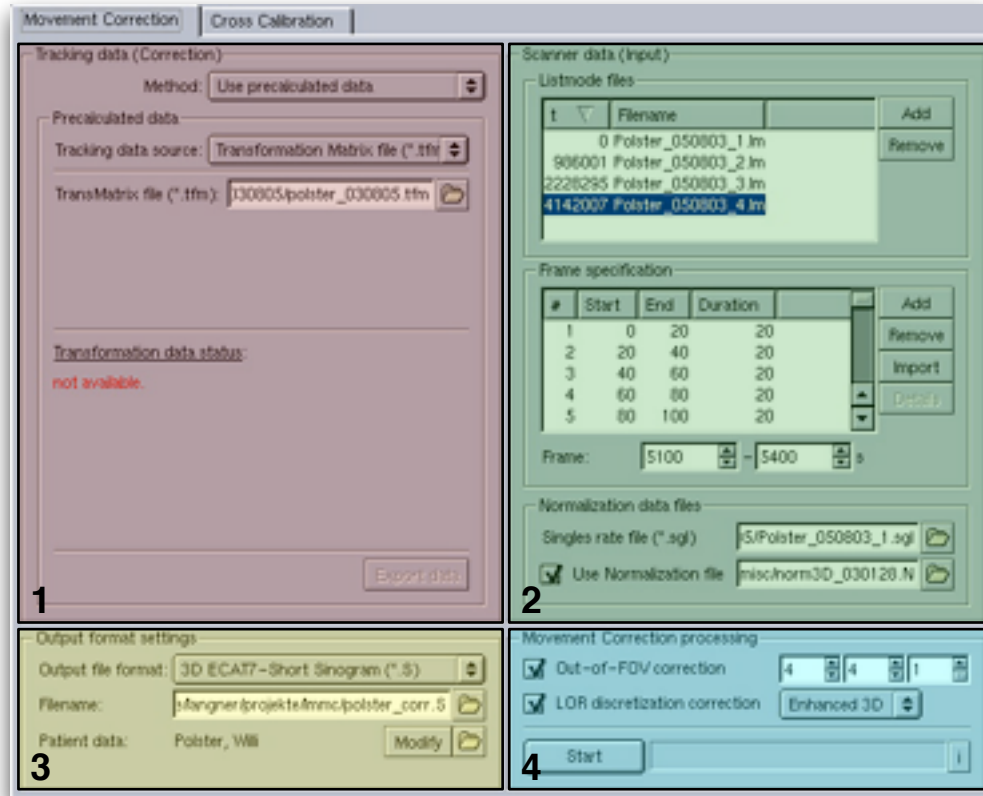 Movement Correction
Cross Calibration
Tracking data (Correction)
Method: Use precalculated data
Precalculated data
Tracking data source: Transformation Matrix file (*.tfm
TransMatrix file (*.tfm): 030805/polster_030805.tfm
Transformation data status:
not available.
Export data
1
Scanner data (Input)
Listmode files
t Filename
0 Polster_050803_1.lm
986001 Polster_050803_2.lm
2228295 Polster_050803_3.lm
4142007 Polster_050803_4.lm
Add
Remove
Frame specification
# Start End Duration
1 0 20 20
2 20 40 20
3 40 60 20
4 60 80 20
5 80 100 20
Add
Remove
Import
Details
Frame: 5100 - 5400 s
Normalization data files
Singles rate file (*.sgl) /Polster_050803_1.sgl
Use Normalization file misc/norm3D_030128.N
2
Output format settings
Output file format: 3D ECAT7-Short Sinogram (*.S)
Filename: s/langner/projekte/mmc/polster_corr.S
Patient data: Polster, Willi Modify
3
Movement Correction processing
Out-of-FOV correction 4 4 1
LOR discretization correction Enhanced 3D
Start i
4